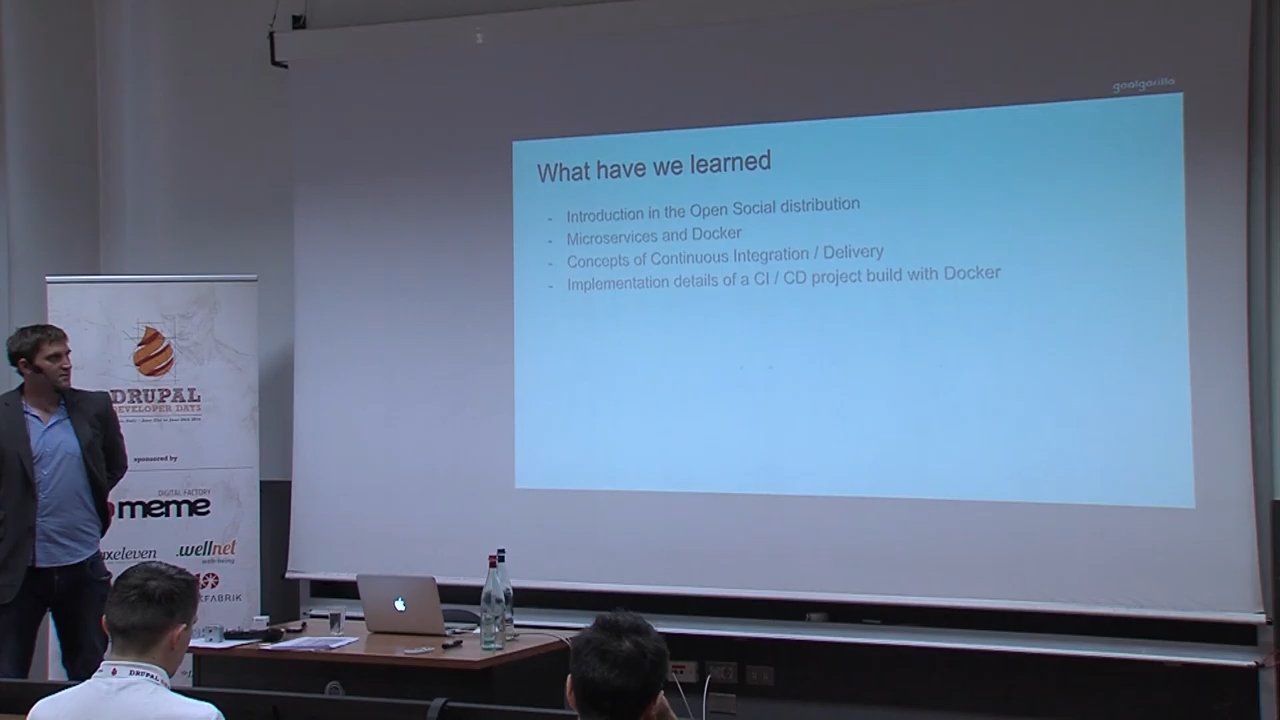 goalgorilla
What have we learned
- Introduction in the Open Social distribution
- Microservices and Docker
- Concepts of Continuous Integration / Delivery
- Implementation details of a CI / CD project build with Docker
DRUPAL
DEVELOPER DAYS
sponsored by
DIGITAL FACTORY
meme
xeleven
.wellnet
FABRIK
DRUPAL